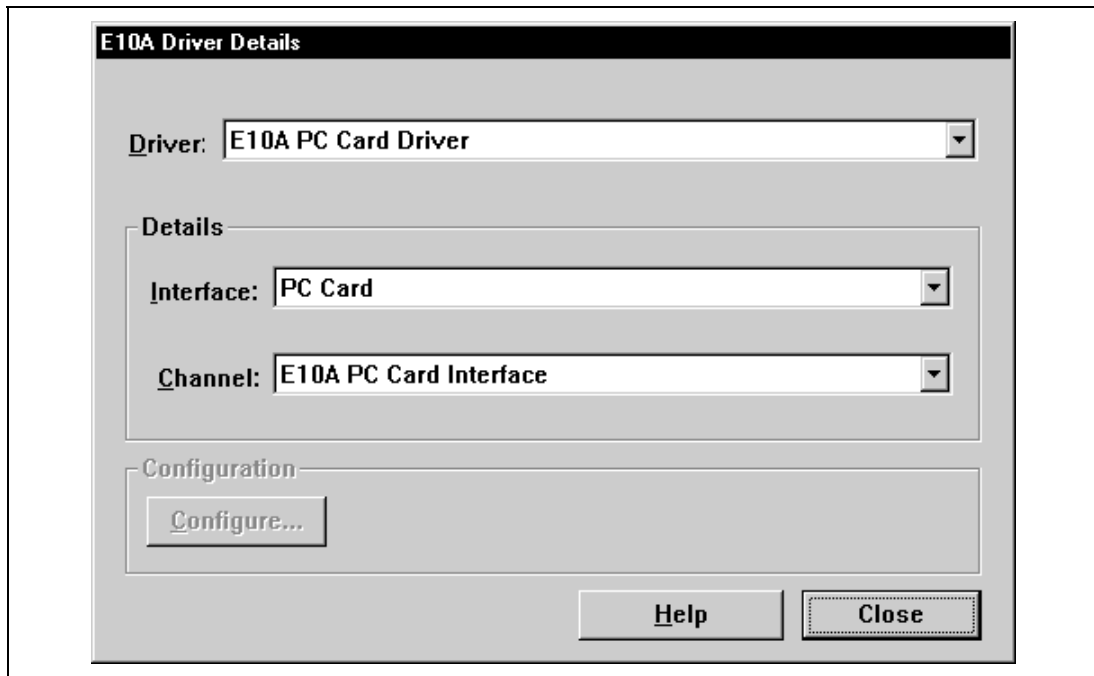 E10A Driver Details
Driver: E10A PC Card Driver
Details
Interface: PC Card
Channel: E10A PC Card Interface
Configuration
Configure...
Help Close